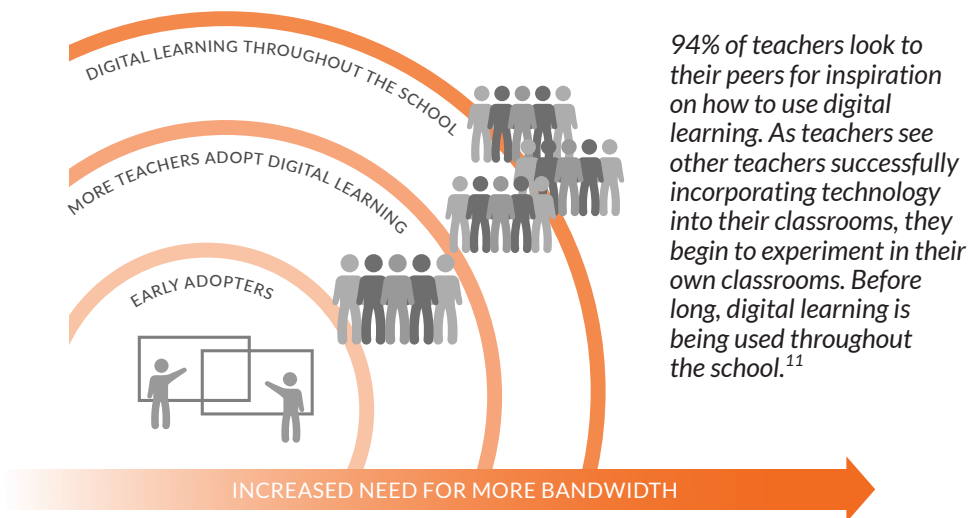 DIGITAL LEARNING THROUGHOUT THE SCHOOL
MORE TEACHERS ADOPT DIGITAL LEARNING
EARLY ADOPTERS
94% of teachers look to
their peers for inspiration
on how to use digital
learning. As teachers see
other teachers successfully
incorporating technology
into their classrooms, they
begin to experiment in their
own classrooms. Before
long, digital learning is
being used throughout
the school.11
INCREASED NEED FOR MORE BANDWIDTH